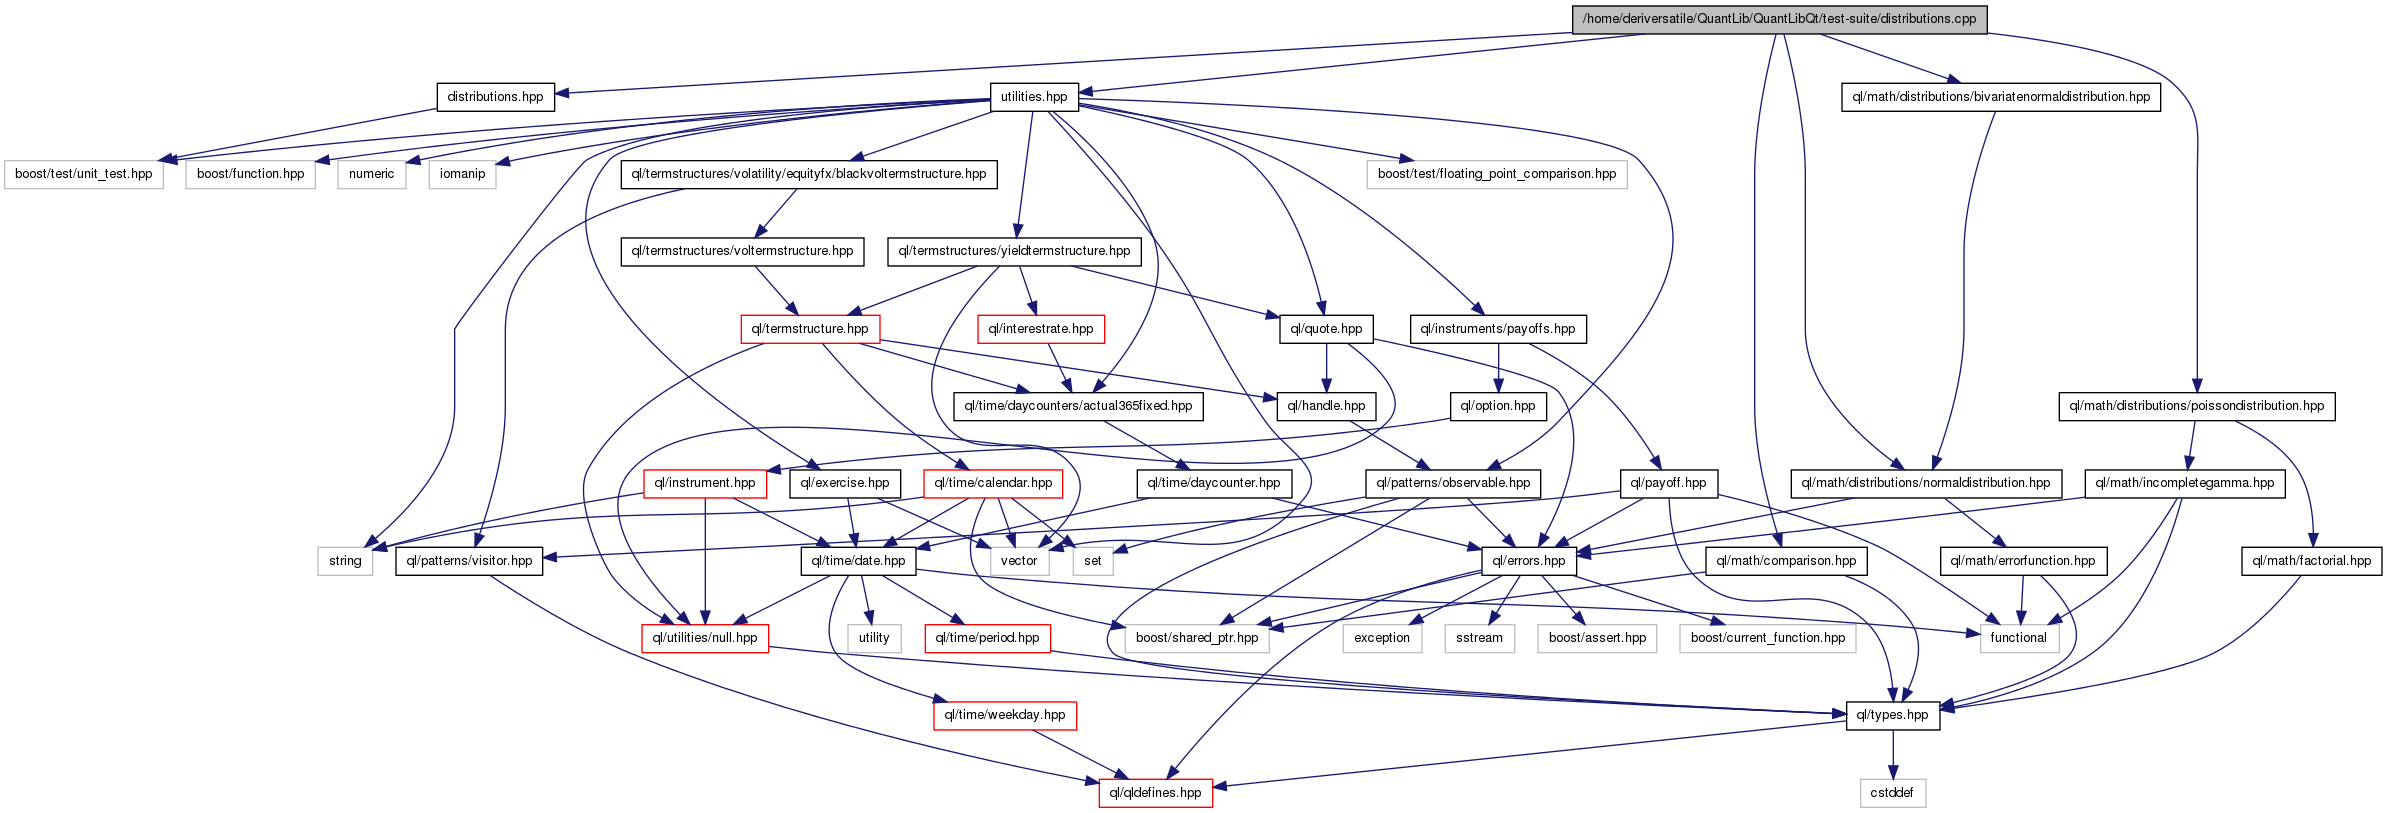 /home/deriversatile/QuantLib/QuantLibQt/test-suite/distributions.cpp
distributions.hpp
utilities.hpp
ql/math/distributions/bivariatenormaldistribution.hpp
boost/test/unit_test.hpp
boost/function.hpp
numeric
iomanip
ql/termstructures/volatility/equityfx/blackvoltermstructure.hpp
boost/test/floating_point_comparison.hpp
ql/termstructures/voltermstructure.hpp
ql/termstructures/yieldtermstructure.hpp
ql/termstructure.hpp
ql/interestrate.hpp
ql/quote.hpp
ql/instruments/payoffs.hpp
ql/time/daycounters/actual365fixed.hpp
ql/handle.hpp
ql/option.hpp
ql/math/distributions/poissondistribution.hpp
ql/instrument.hpp
ql/exercise.hpp
ql/time/calendar.hpp
ql/time/daycounter.hpp
ql/patterns/observable.hpp
ql/payoff.hpp
ql/math/distributions/normaldistribution.hpp
ql/math/incompletegamma.hpp
string
ql/patterns/visitor.hpp
ql/time/date.hpp
vector
set
ql/errors.hpp
ql/math/comparison.hpp
ql/math/errorfunction.hpp
ql/math/factorial.hpp
ql/utilities/null.hpp
utility
ql/time/period.hpp
boost/shared_ptr.hpp
exception
sstream
boost/assert.hpp
boost/current_function.hpp
functional
ql/time/weekday.hpp
ql/types.hpp
ql/qldefines.hpp
cstddef